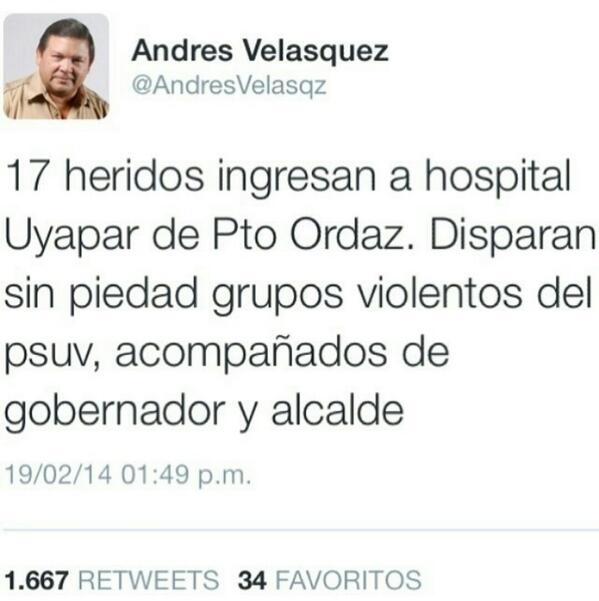 Andres Velasquez
@AndresVelasqz
17 heridos ingresan a hospital
Uyapar de Pto Ordaz. Disparan
sin piedad grupos violentos del
psuv, acompañados de
gobernador y alcalde
19/02/14 01:49 p.m.
1.667 RETWEETS 34 FAVORITOS